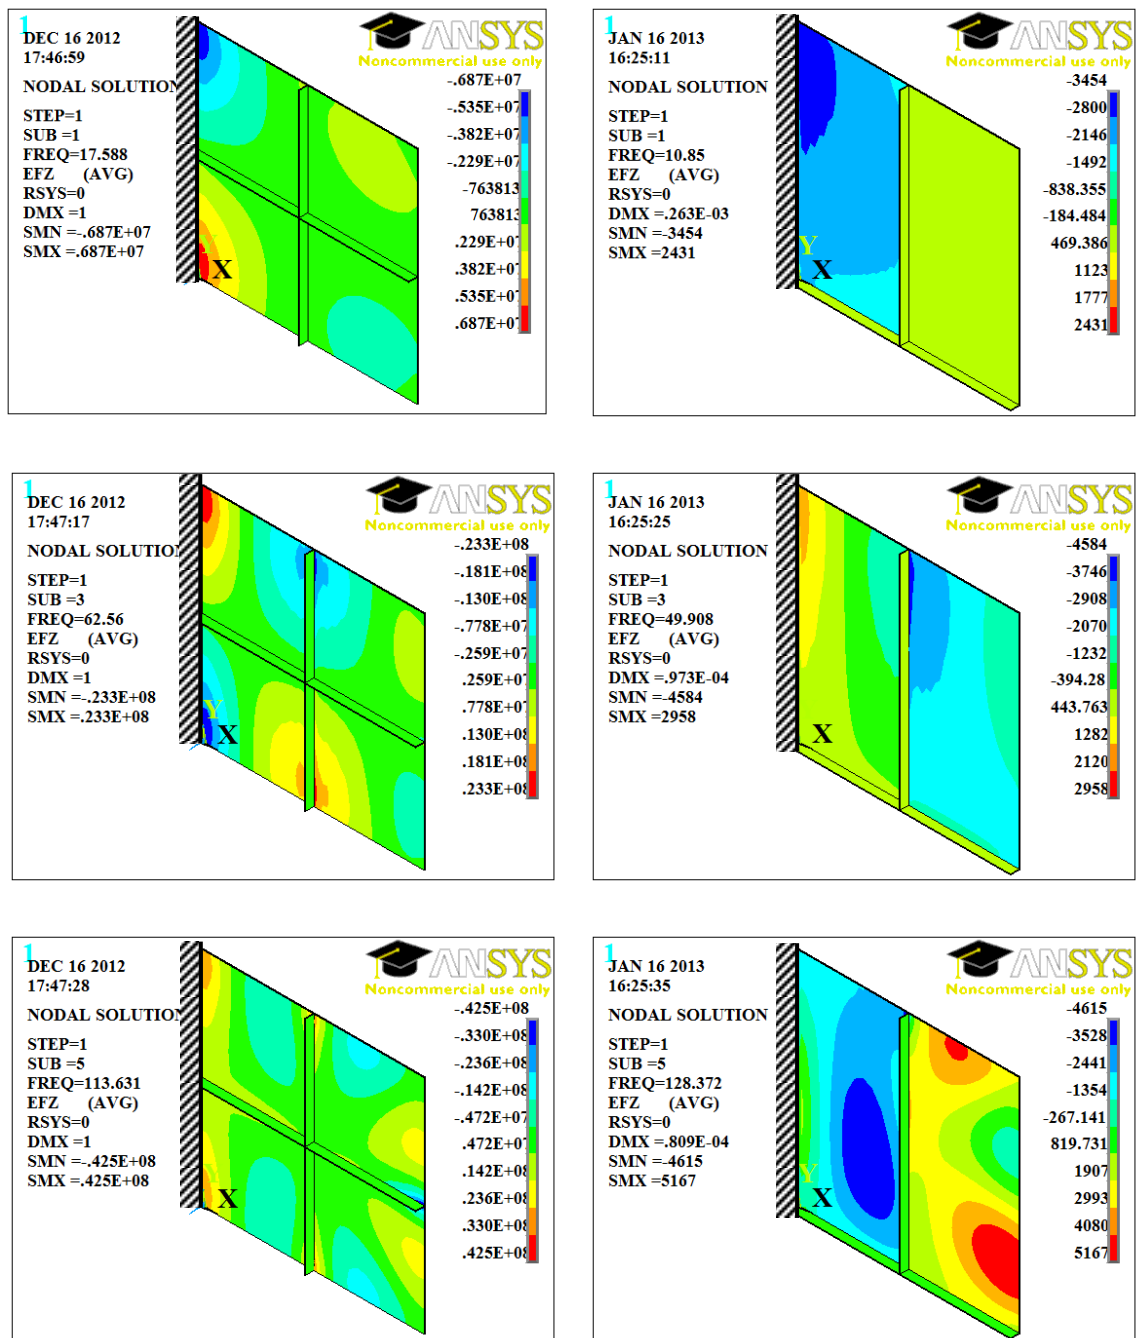 1
DEC 16 2012
17:46:59
NODAL SOLUTION
STEP=1
SUB =1
FREQ=17.588
EFZ (AVG)
RSYS=0
DMX =1
SMN =-.687E+07
SMX =.687E+07
X
ANSYS
Noncommercial use only
-.687E+07
-.535E+07
-.382E+07
-.229E+07
-763813
763813
.229E+07
.382E+07
.535E+07
.687E+07
1
JAN 16 2013
16:25:11
NODAL SOLUTION
STEP=1
SUB =1
FREQ=10.85
EFZ (AVG)
RSYS=0
DMX =.263E-03
SMN =-3454
SMX =2431
Y
X
ANSYS
Noncommercial use only
-3454
-2800
-2146
-1492
-838.355
-184.484
469.386
1123
1777
2431
1
DEC 16 2012
17:47:17
NODAL SOLUTION
STEP=1
SUB =3
FREQ=62.56
EFZ (AVG)
RSYS=0
DMX =1
SMN =-.233E+08
SMX =.233E+08
Y
X
ANSYS
Noncommercial use only
-.233E+08
-.181E+08
-.130E+08
-.778E+07
-.259E+07
.259E+07
.778E+07
.130E+08
.181E+08
.233E+08
1
JAN 16 2013
16:25:25
NODAL SOLUTION
STEP=1
SUB =3
FREQ=49.908
EFZ (AVG)
RSYS=0
DMX =.973E-04
SMN =-4584
SMX =2958
X
ANSYS
Noncommercial use only
-4584
-3746
-2908
-2070
-1232
-394.28
443.763
1282
2120
2958
1
DEC 16 2012
17:47:28
NODAL SOLUTION
STEP=1
SUB =5
FREQ=113.631
EFZ (AVG)
RSYS=0
DMX =1
SMN =-.425E+08
SMX =.425E+08
X
ANSYS
Noncommercial use only
-.425E+08
-.330E+08
-.236E+08
-.142E+08
-.472E+07
.472E+07
.142E+08
.236E+08
.330E+08
.425E+08
1
JAN 16 2013
16:25:35
NODAL SOLUTION
STEP=1
SUB =5
FREQ=128.372
EFZ (AVG)
RSYS=0
DMX =.809E-04
SMN =-4615
SMX =5167
Y
X
ANSYS
Noncommercial use only
-4615
-3528
-2441
-1354
-267.141
819.731
1907
2993
4080
5167